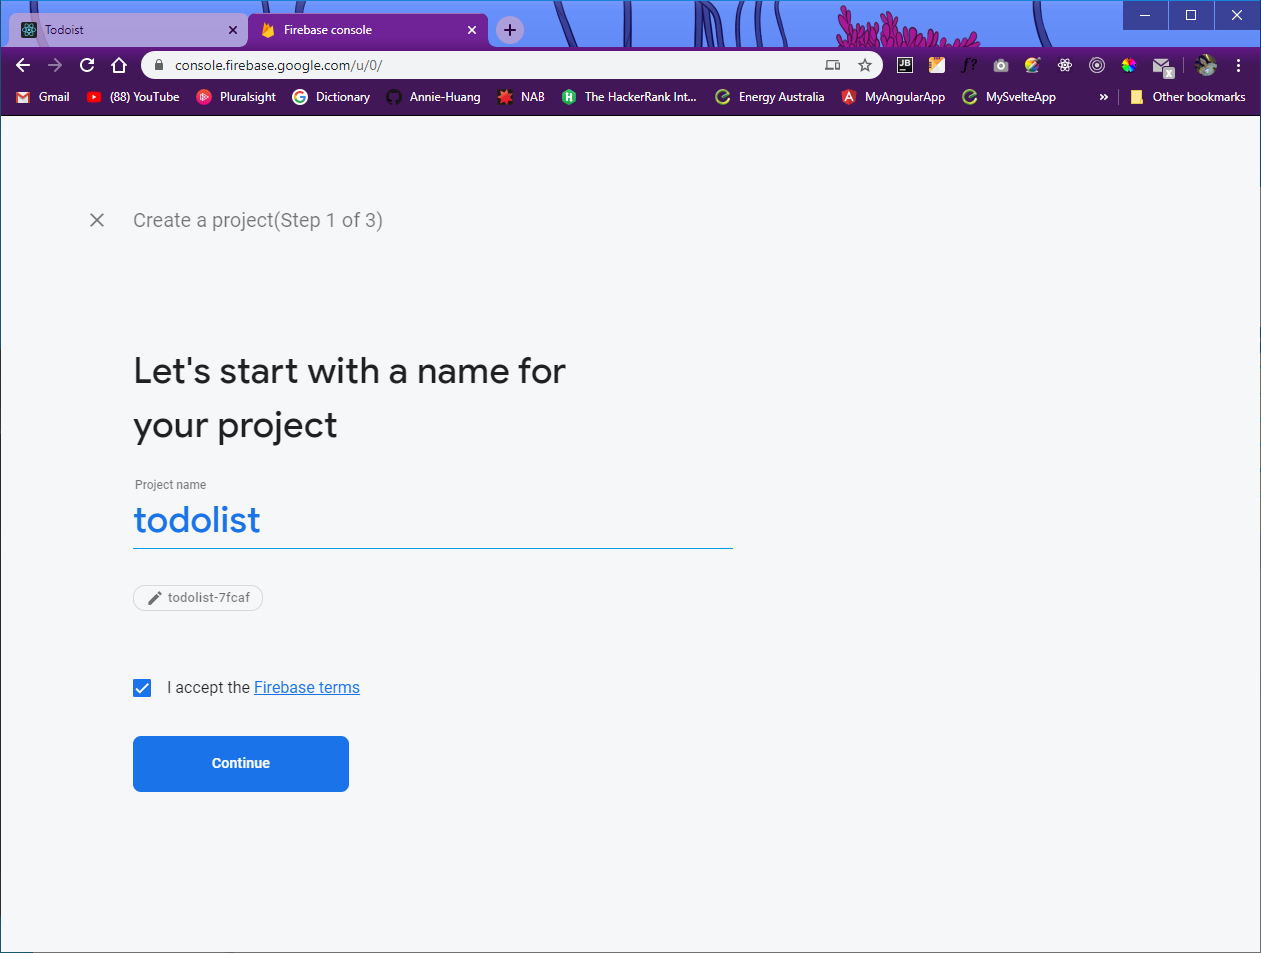 Todoist
Firebase console
console.firebase.google.com/u/0/
JB
f?
x
Gmail
(88) YouTube
Pluralsight
Dictionary
Annie-Huang
NAB
The HackerRank Int...
Energy Australia
MyAngularApp
MySvelteApp
»
Other bookmarks
Create a project(Step 1 of 3)
Let's start with a name for
your project
Project name
todolist
todolist-7fcaf
I accept the Firebase terms
Continue